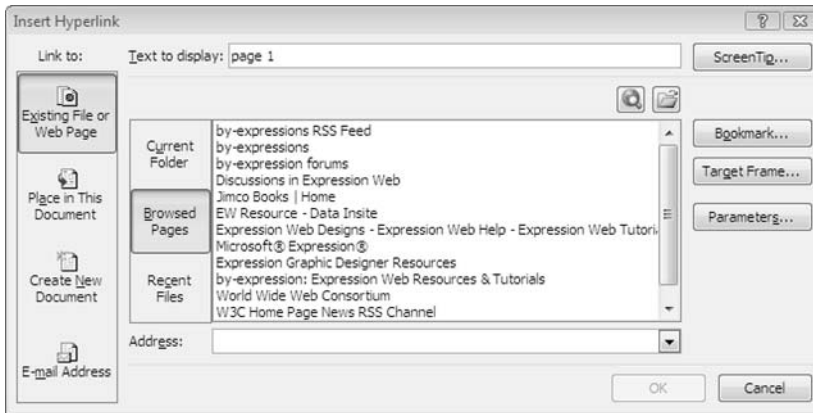 Insert Hyperlink
Link to:
Text to display: page 1
ScreenTip...
Existing File or
Web Page
Place in This
Document
Create New
Document
E-mail Address
Current
Folder
Browsed
Pages
Recent
Files
by-expressions RSS Feed
by-expressions
by-expression forums
Discussions in Expression Web
Jimco Books | Home
EW Resource - Data Insite
Expression Web Designs - Expression Web Help - Expression Web Tutori
Microsoft® Expression®
Expression Graphic Designer Resources
by-expression: Expression Web Resources & Tutorials
World Wide Web Consortium
W3C Home Page News RSS Channel
Bookmark...
Target Frame...
Parameters...
Address:
OK
Cancel